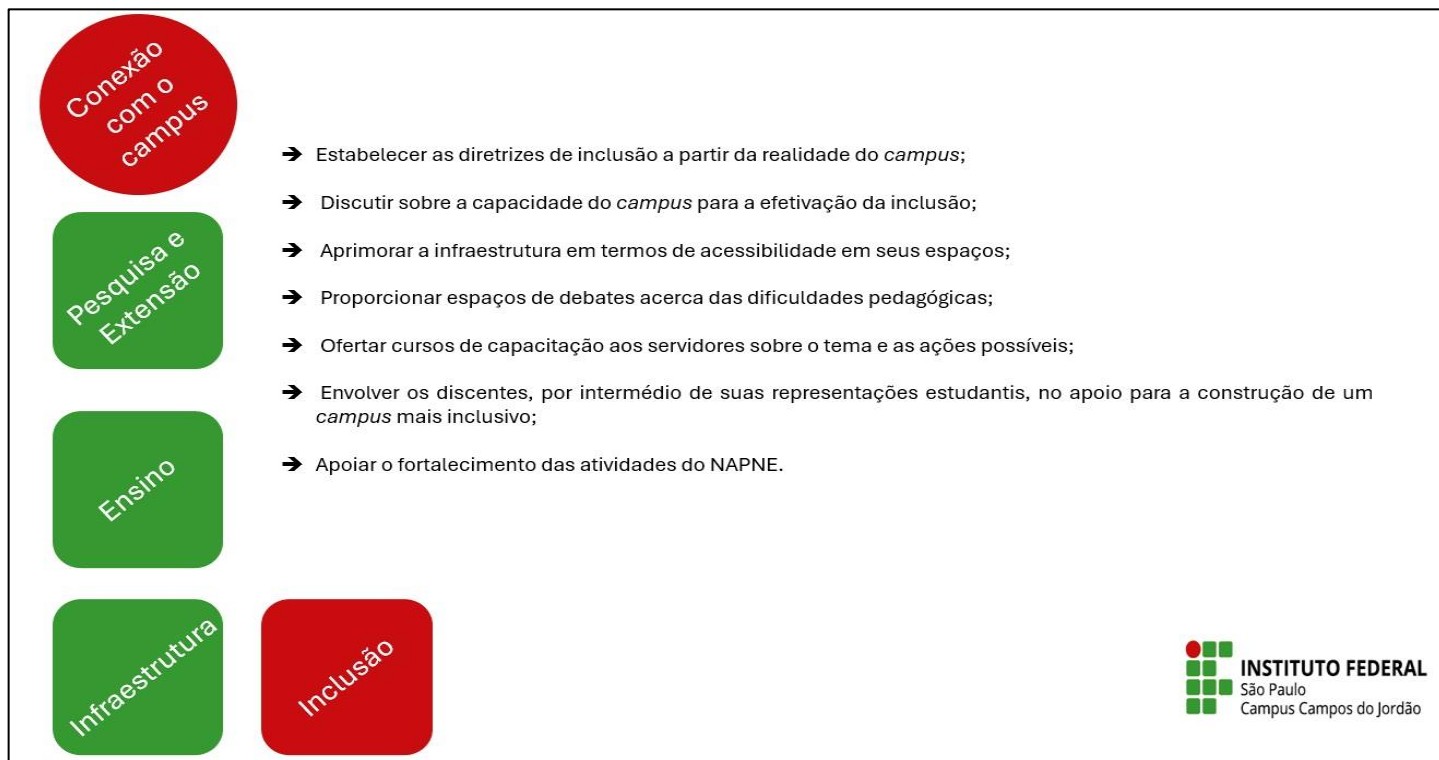 Conexão
com o
campus
Pesquisa e
Extensão
Ensino
Infraestrutura
Inclusão
➔ Estabelecer as diretrizes de inclusão a partir da realidade do campus;
➔ Discutir sobre a capacidade do campus para a efetivação da inclusão;
➔ Aprimorar a infraestrutura em termos de acessibilidade em seus espaços;
➔ Proporcionar espaços de debates acerca das dificuldades pedagógicas;
➔ Ofertar cursos de capacitação aos servidores sobre o tema e as ações possíveis;
➔ Envolver os discentes, por intermédio de suas representações estudantis, no apoio para a construção de um
campus mais inclusivo;
➔ Apoiar o fortalecimento das atividades do NAPNE.
INSTITUTO FEDERAL
São Paulo
Campus Campos do Jordão